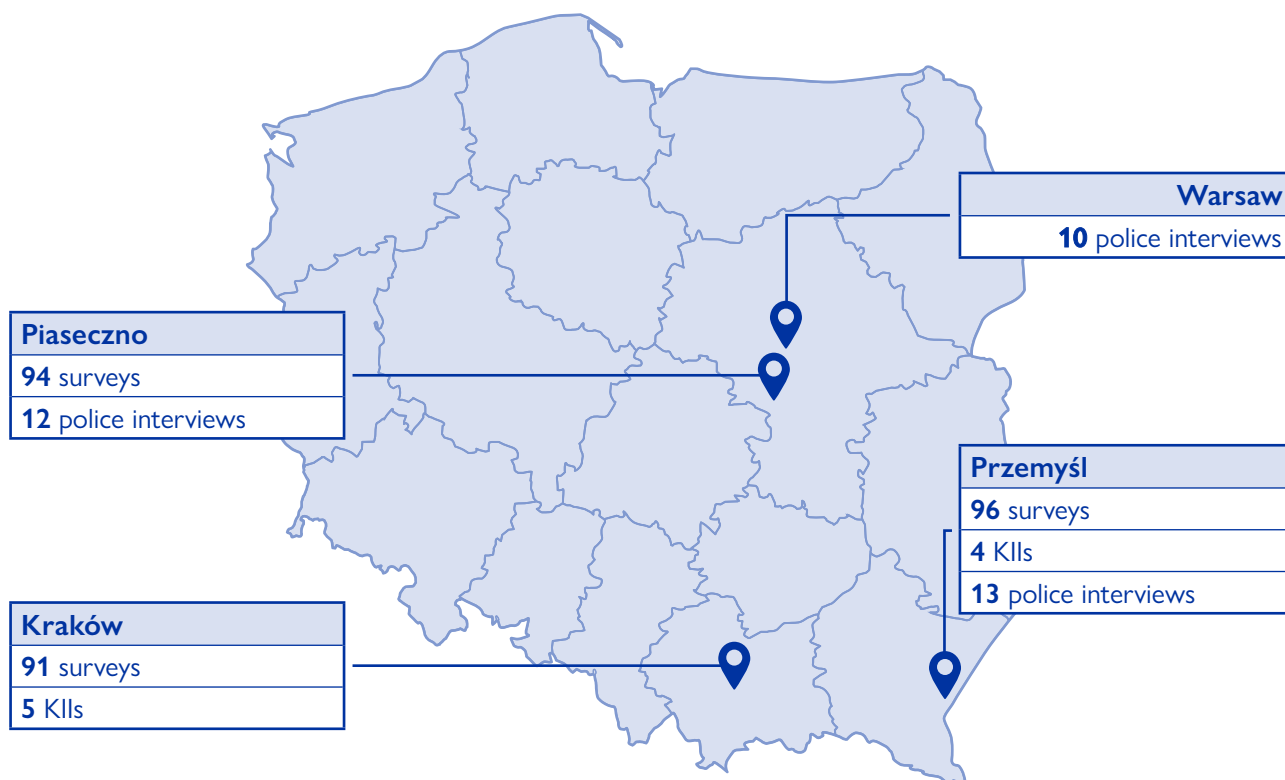 Warsaw
10 police interviews
Piaseczno
94 surveys
12 police interviews
Przemyśl
96 surveys
4 KIIs
13 police interviews
Kraków
91 surveys
5 KIIs